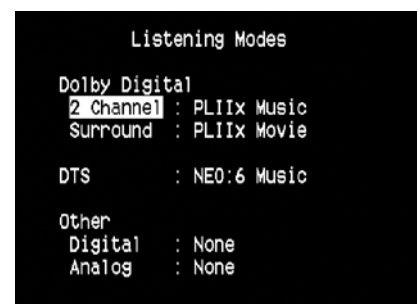 Listening Modes
Dolby Digital
2 Channel : PLIIx Music
Surround : PLIIx Movie
DTS : NEO:6 Music
Other
Digital : None
Analog : None